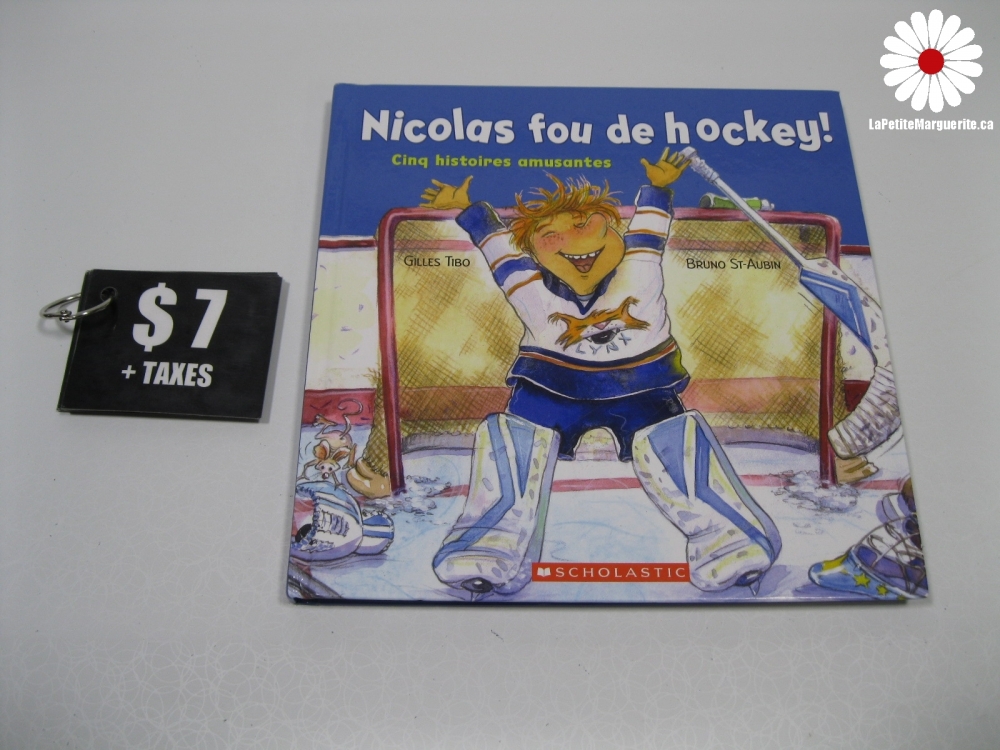 LaPetiteMarguerite.ca
Nicolas fou de hockey!
Cinq histoires amusantes
GILLES TIBO
BRUNO ST-AUBIN
LYNX
$7
+ TAXES
SCHOLASTIC